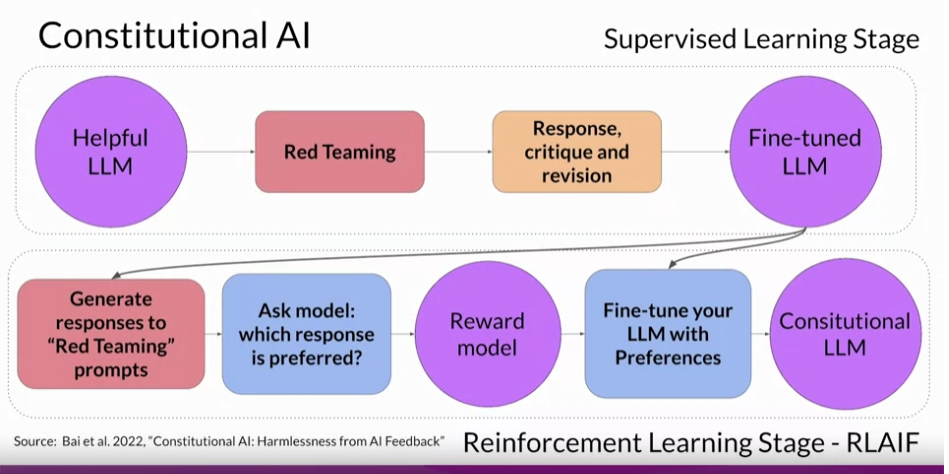 Constitutional AI
Supervised Learning Stage
Helpful
LLM
Red Teaming
Response,
critique and
revision
Fine-tuned
LLM
Generate
responses to
"Red Teaming"
prompts
Ask model:
which response
is preferred?
Reward
model
Fine-tune your
LLM with
Preferences
Consitutional
LLM
Source: Bai et al. 2022, "Constitutional AI: Harmlessness from AI Feedback"
Reinforcement Learning Stage - RLAIF